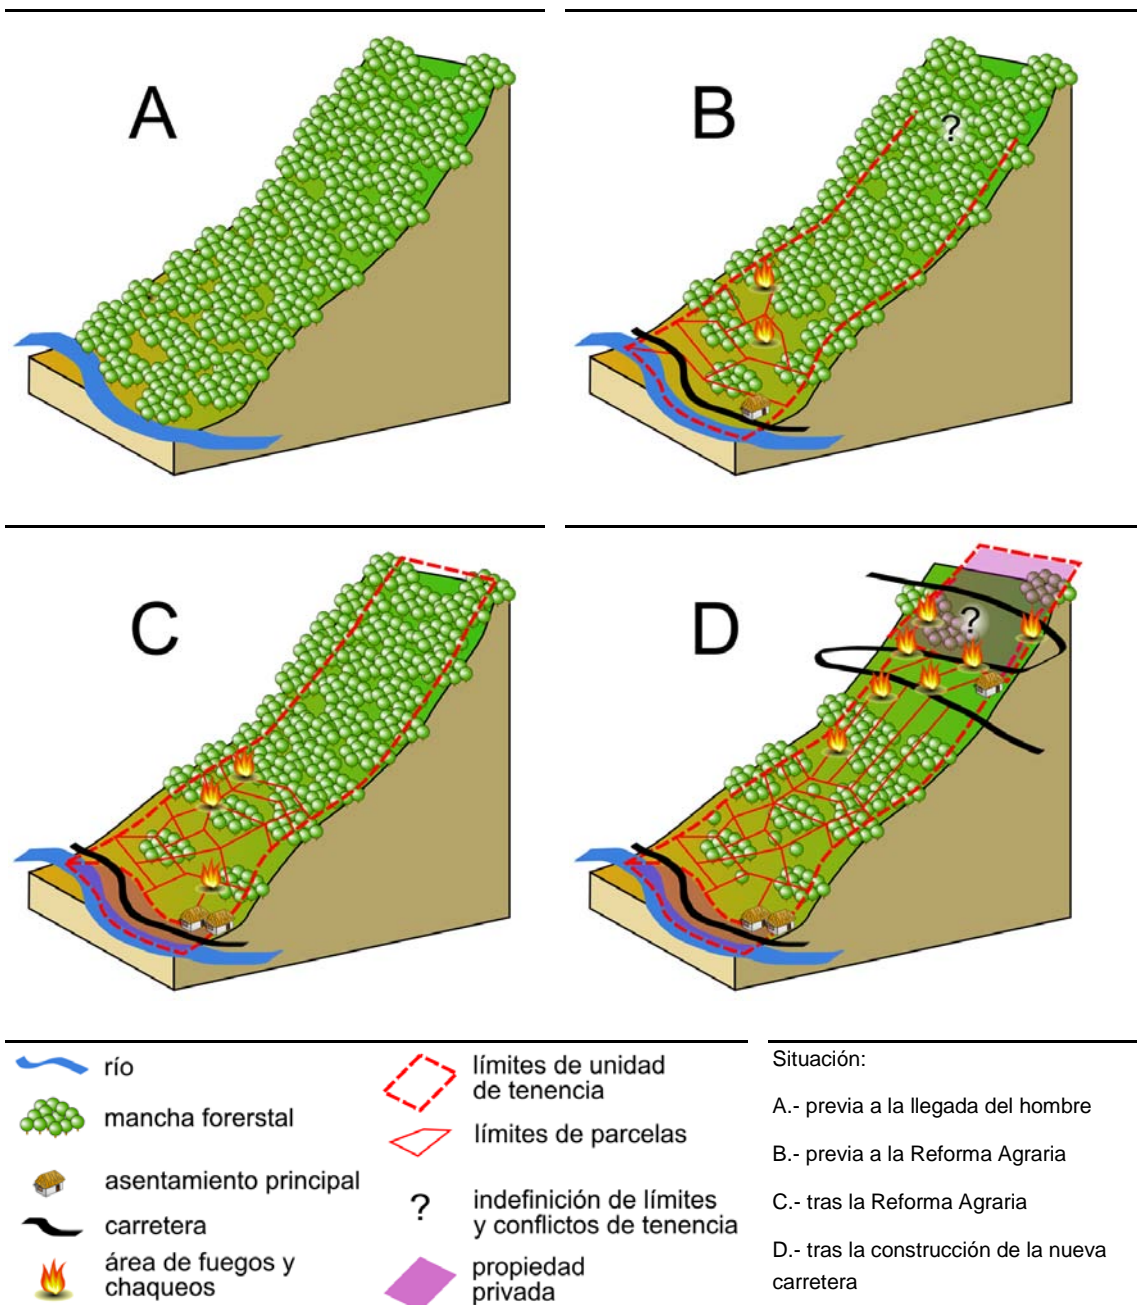 A
B
?
C
D
?
río
mancha forerstal
asentamiento principal
carretera
área de fuegos y
chaqueos
límites de unidad
de tenencia
límites de parcelas
?
indefinición de límites
y conflictos de tenencia
propiedad
privada
Situación:
A.- previa a la llegada del hombre
B.- previa a la Reforma Agraria
C.- tras la Reforma Agraria
D.- tras la construcción de la nueva
carretera